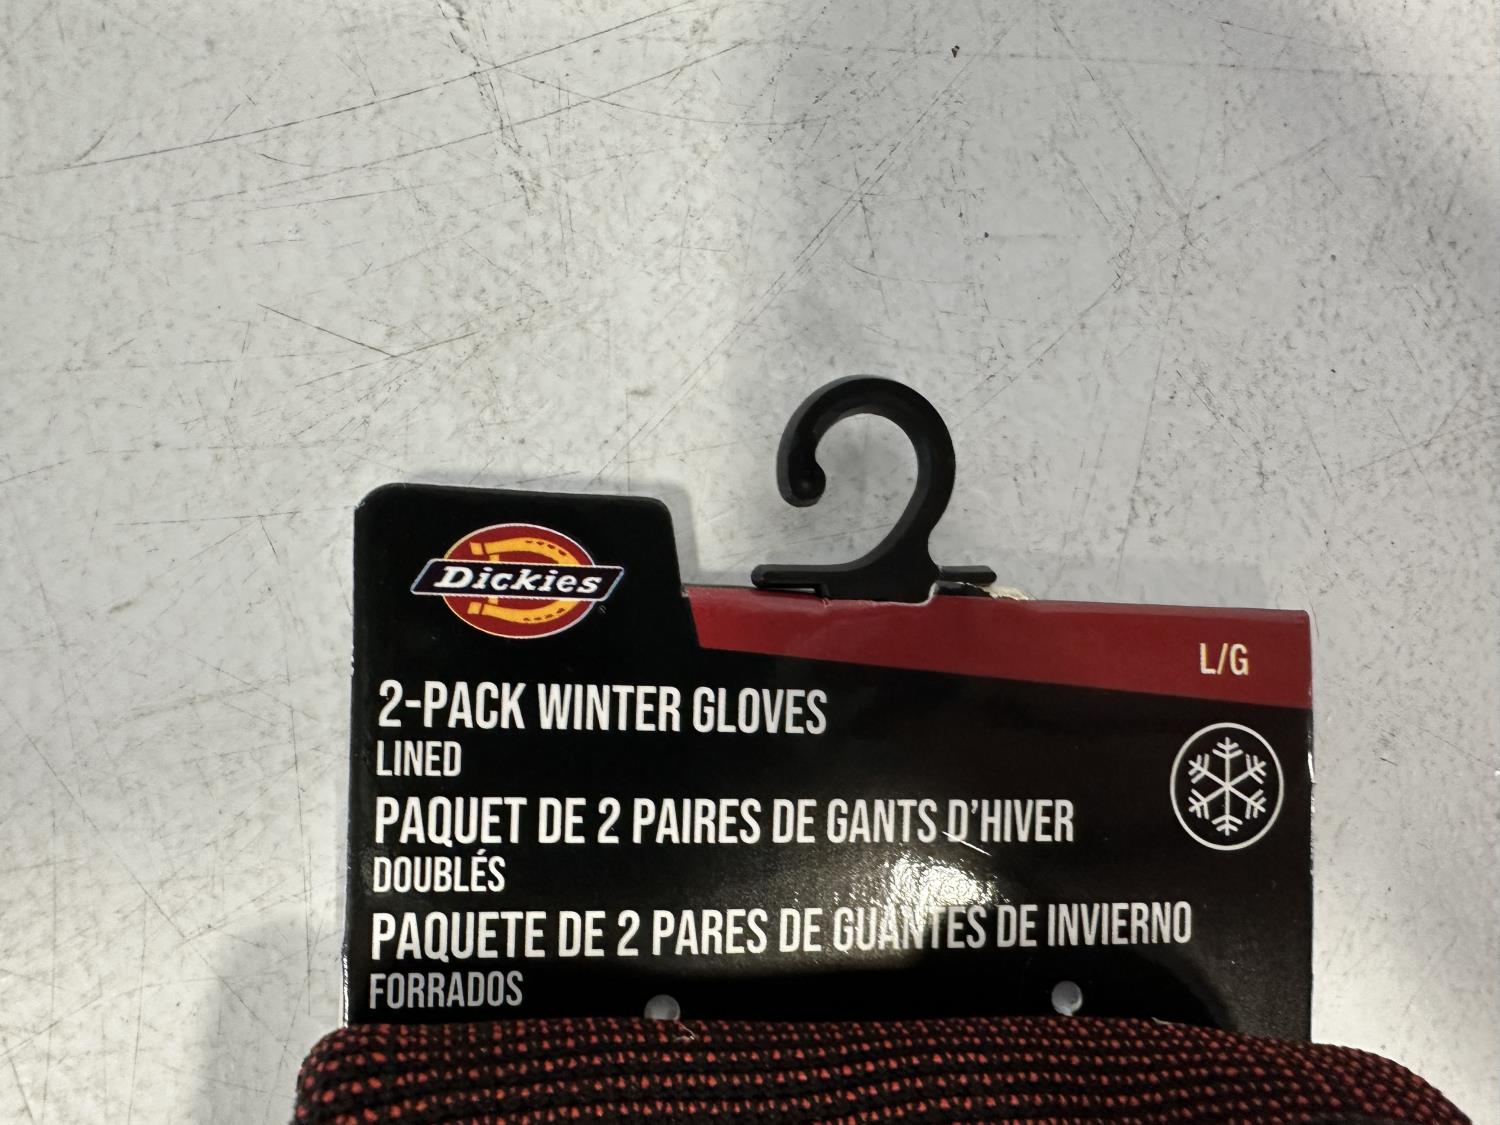 Dickies
L/G
2-PACK WINTER GLOVES
LINED
PAQUET DE 2 PAIRES DE GANTS D'HIVER
DOUBLÉS
PAQUETE DE 2 PARES DE GUANTES DE INVIERNO
FORRADOS